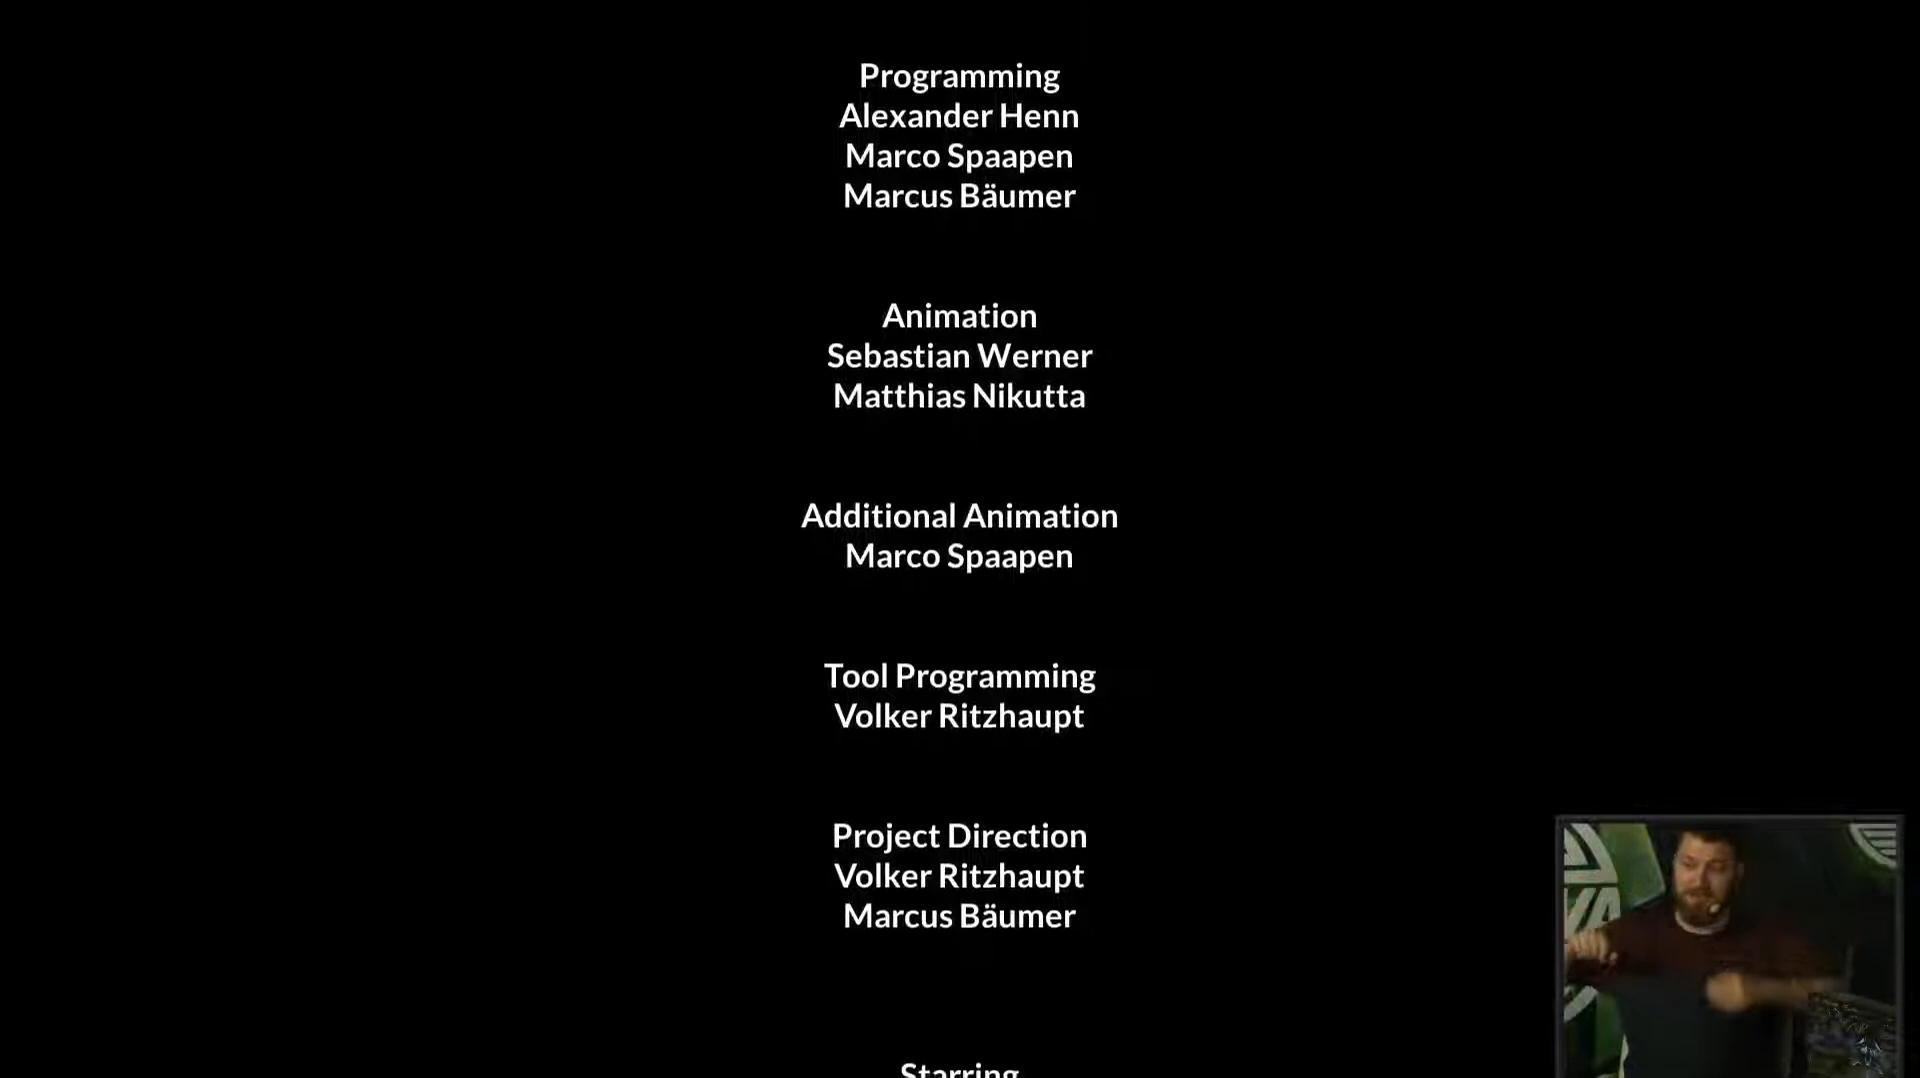 Programming
Alexander Henn
Marco Spaapen
Marcus Bäumer
Animation
Sebastian Werner
Matthias Nikutta
Additional Animation
Marco Spaapen
Tool Programming
Volker Ritzhaupt
Project Direction
Volker Ritzhaupt
Marcus Bäumer
Starring